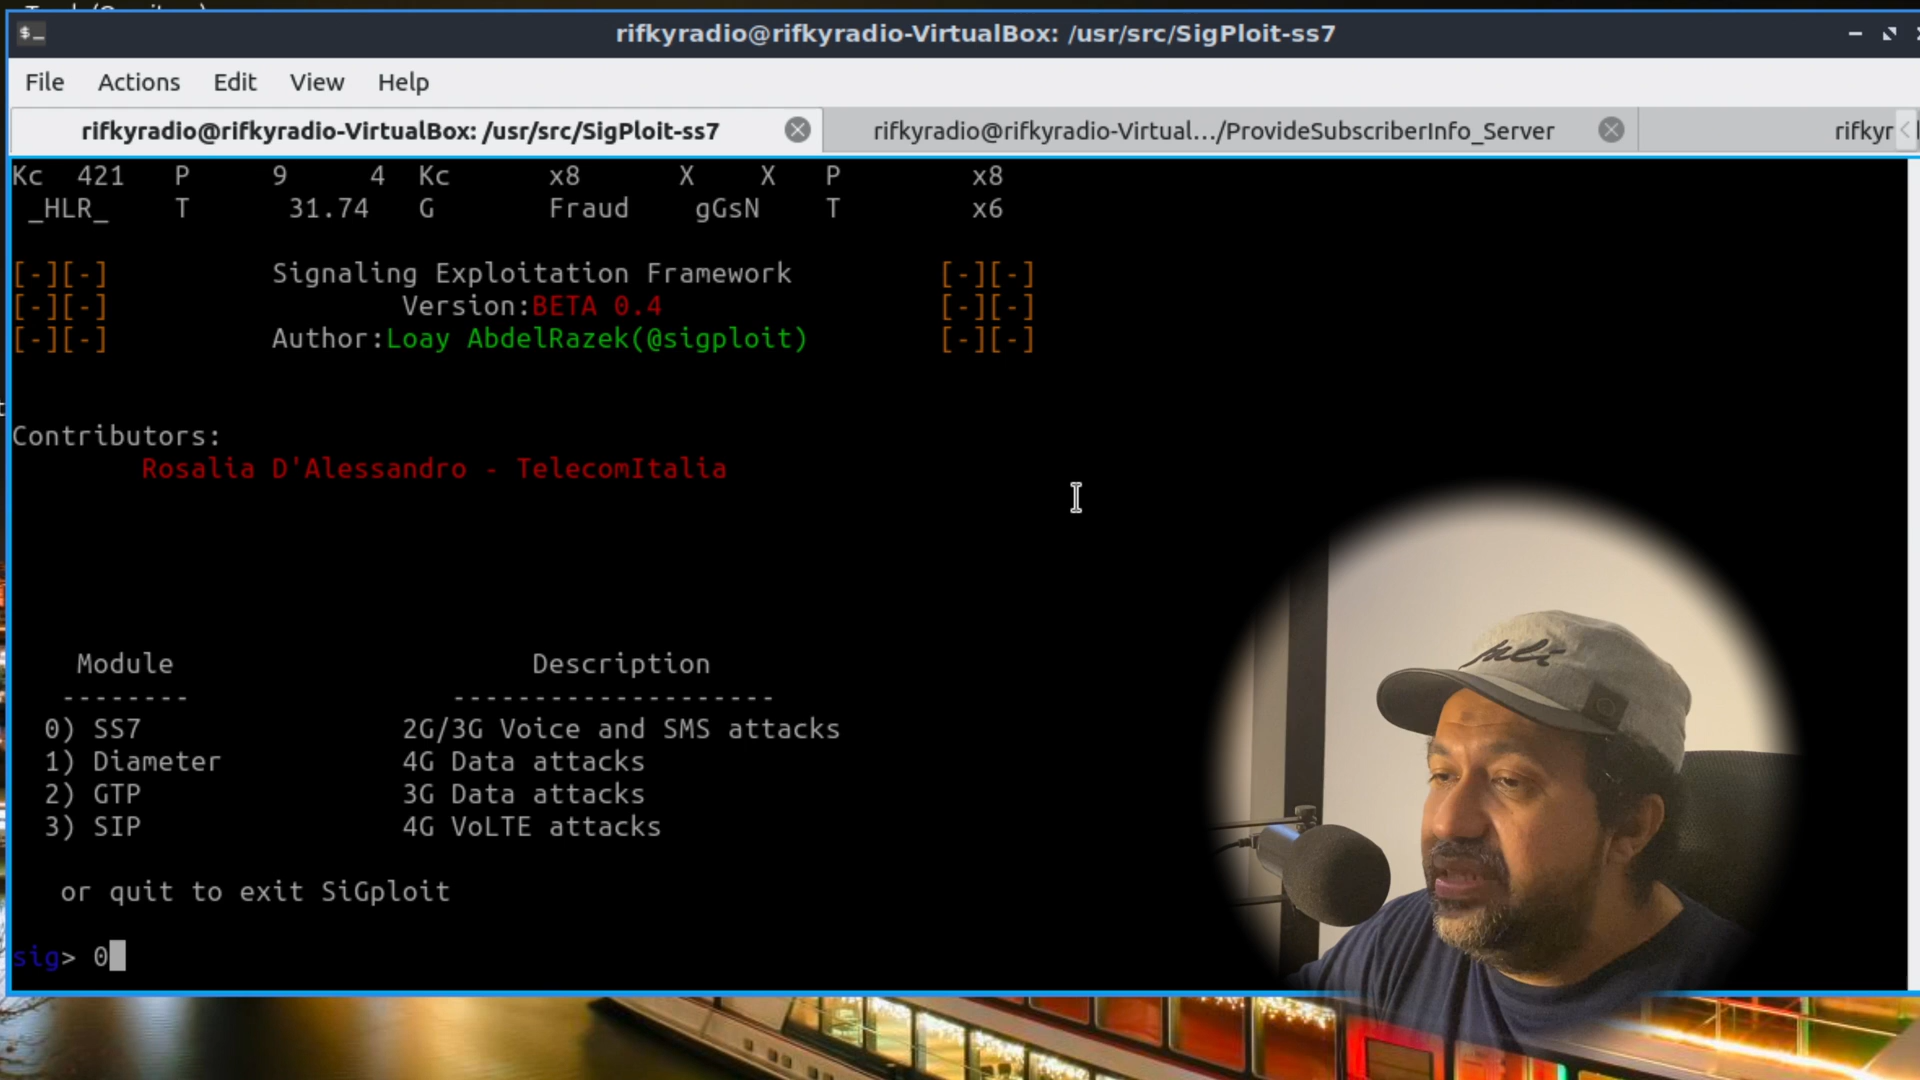 rifkyradio@rifkyradio-VirtualBox: /usr/src/SigPloit-ss7
File Actions Edit View Help
rifkyradio@rifkyradio-VirtualBox: /usr/src/SigPloit-ss7 rifkyradio@rifkyradio-Virtual.../ProvideSubscriberInfo_Server rifkyr
Kc 421 P 9 4 Kc x8 X X P x8
_HLR_ T 31.74 G Fraud gGsN T x6
[-][-] Signaling Exploitation Framework [-][-]
[-][-] Version:BETA 0.4 [-][-]
[-][-] Author:Loay AbdelRazek(@sigploit) [-][-]
Contributors:
Rosalia D'Alessandro - TelecomItalia
Module Description
-------- --------------------
0) SS7 2G/3G Voice and SMS attacks
1) Diameter 4G Data attacks
2) GTP 3G Data attacks
3) SIP 4G VoLTE attacks
or quit to exit SiGploit
sig> 0